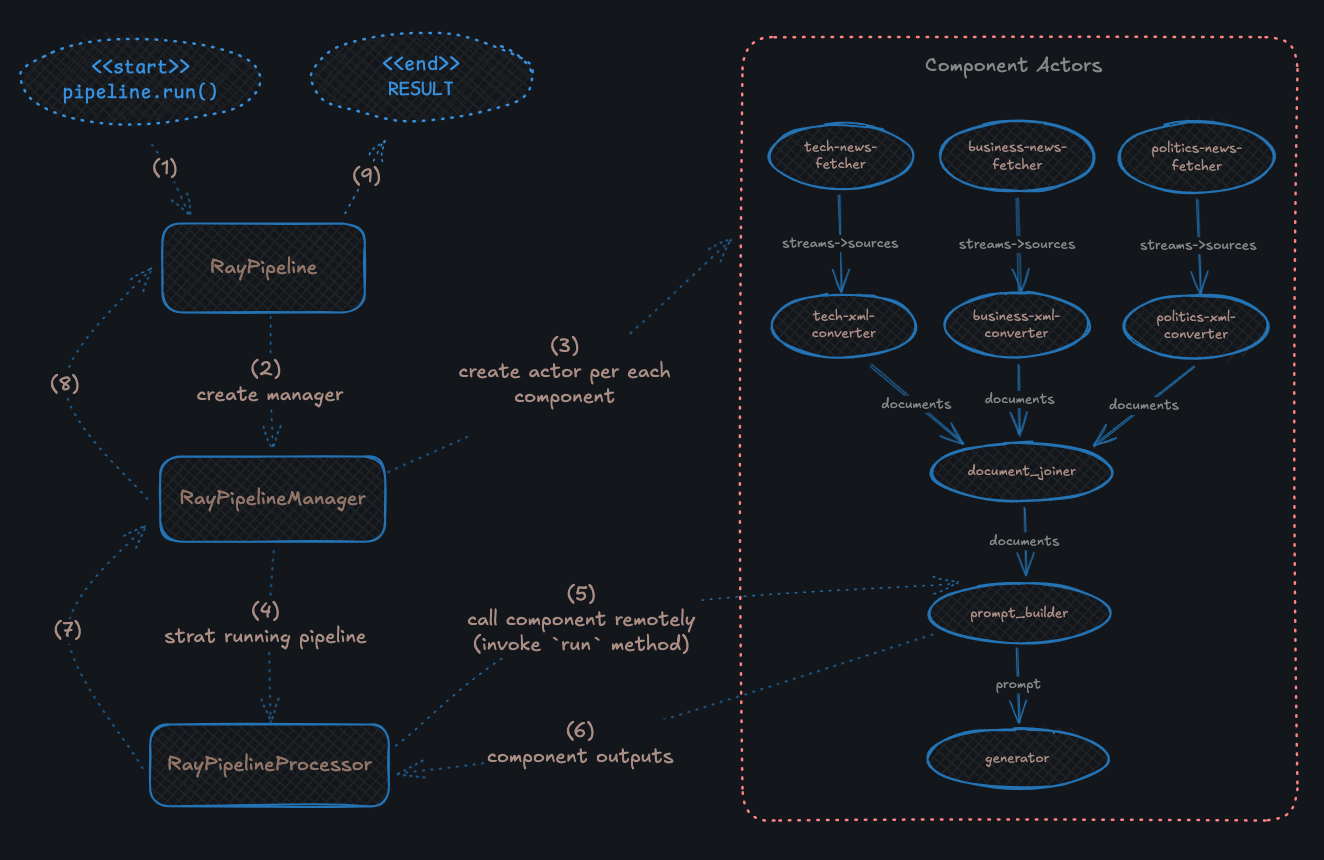 <<start>>
pipeline.run()
<<end>>
RESULT
(1)
(9)
RayPipeline
(2)
create manager
(8)
RayPipelineManager
(3)
create actor per each
component
(4)
strat running pipeline
(7)
RayPipelineProcessor
(5)
call component remotely
(invoke `run` method)
(6)
component outputs
Component Actors
tech-news-
fetcher
business-news-
fetcher
politics-news-
fetcher
streams->sources
streams->sources
streams->sources
tech-xml-
converter
business-xml-
converter
politics-xml-
converter
documents
documents
documents
document_joiner
documents
prompt_builder
prompt
generator